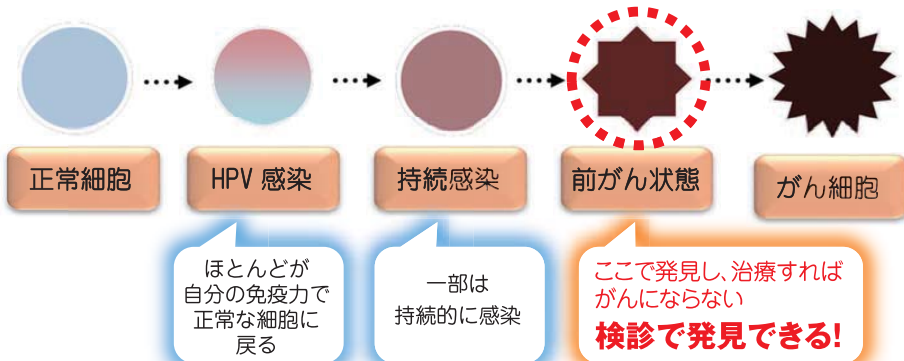 正常細胞
HPV 感染
持続感染
前がん状態
がん細胞
ほとんどが
自分の免疫力で
正常な細胞に
戻る
一部は
持続的に感染
ここで発見し、治療すれば
がんにならない
検診で発見できる!